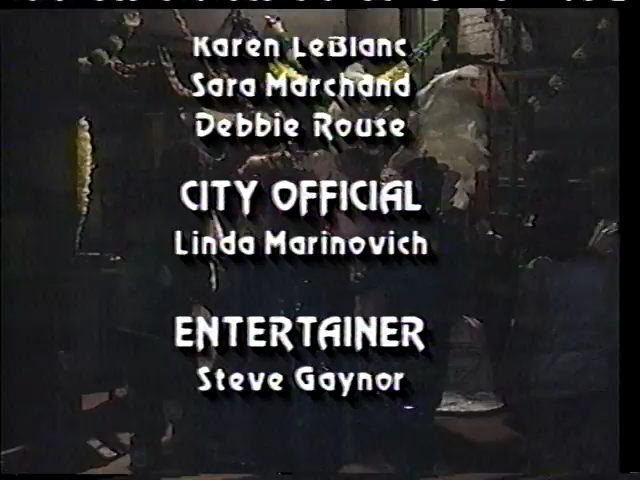 Karen LeBlanc
Sara Marchand
Debbie Rouse
CITY OFFICIAL
Linda Marinovich
ENTERTAINER
Steve Gaynor